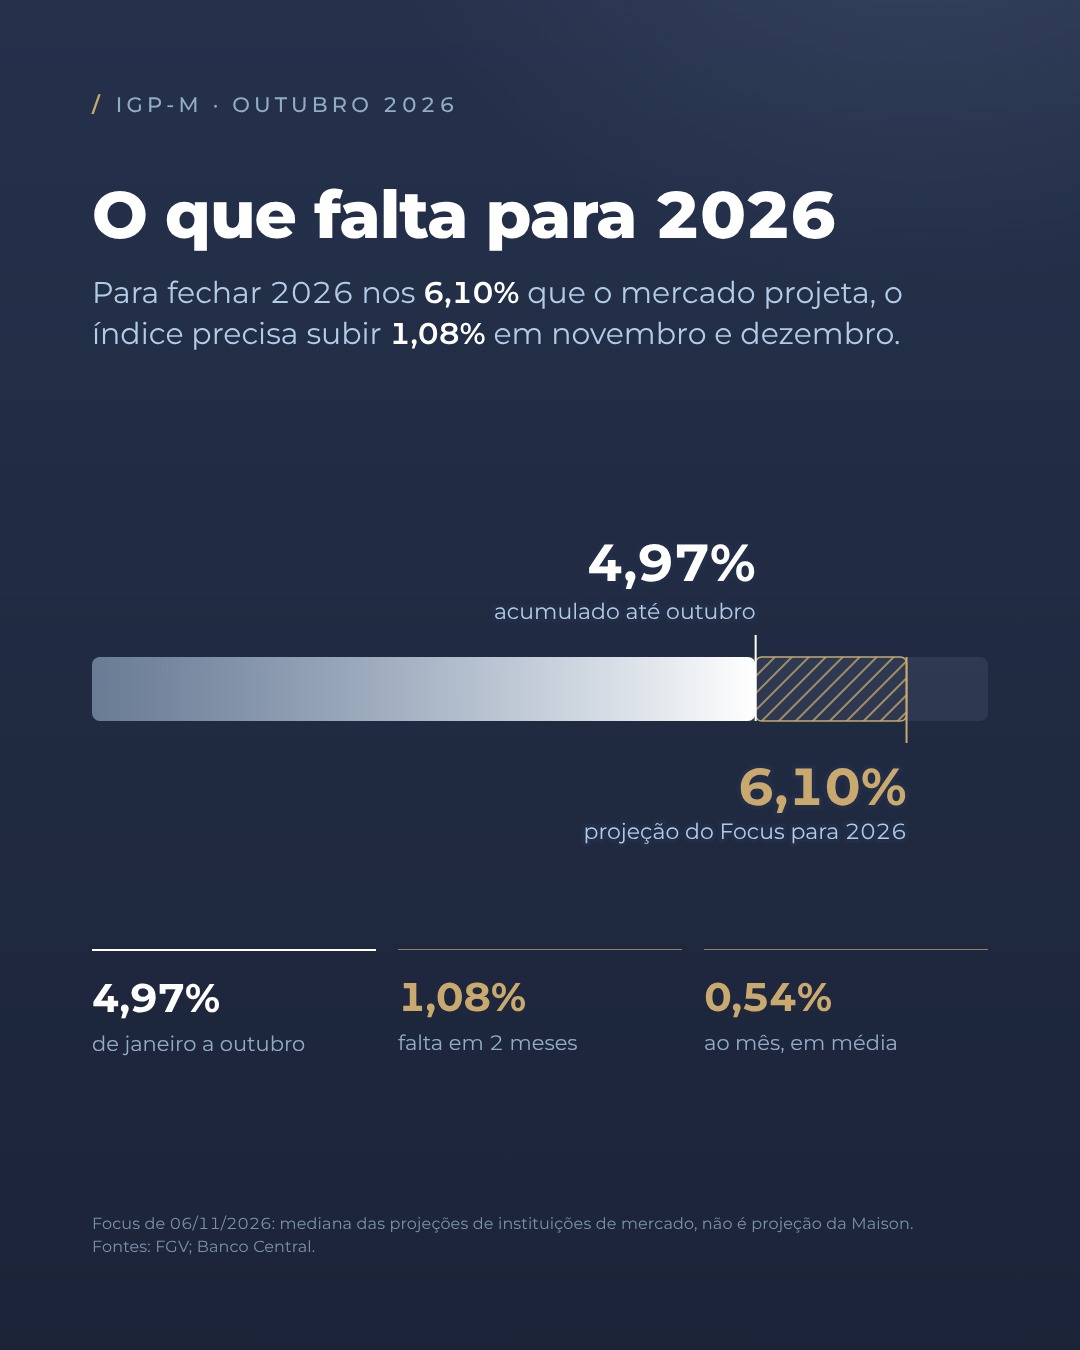 / IGP-M · OUTUBRO 2026
O que falta para 2026
Para fechar 2026 nos 6,10% que o mercado projeta, o
índice precisa subir 1,08% em novembro e dezembro.
4,97%
acumulado até outubro
6,10%
projeção do Focus para 2026
4,97%
de janeiro a outubro
1,08%
falta em 2 meses
0,54%
ao mês, em média
Focus de 06/11/2026: mediana das projeções de instituições de mercado, não é projeção da Maison.
Fontes: FGV; Banco Central.